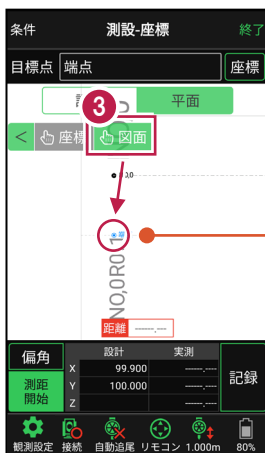 条件 測設-座標 終了
目標点 端点 座標
3 平面
< 座標 図面
NO,0R0
距離 ------.---
偏角 設計 実測
測距開始 X 99.900 ------.---
Y 100.000 ------.---
Z ------.---
記録
観測設定 接続 自動追尾 リモコン 1.000m 80%